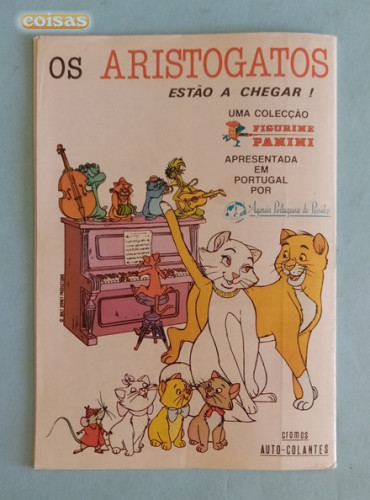 coisas
OS ARISTOGATOS
ESTÃO A CHEGAR !
UMA COLECÇÃO
FIGURINE
PANINI
APRESENTADA
EM
PORTUGAL
POR
Agência Portuguesa de Revistas
cromos
AUTO-COLANTES